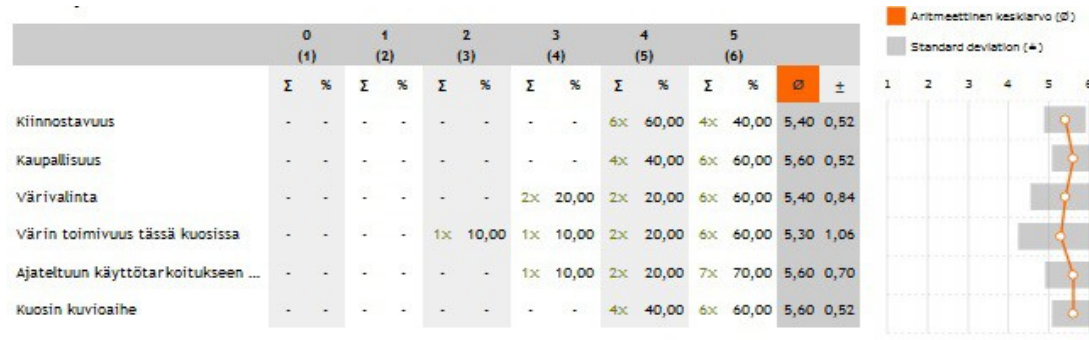 Aritmeettinen keskiarvo (Ø)
Standard deviation (±)
0 1 2 3 4 5
(1) (2) (3) (4) (5) (6)
Σ % Σ % Σ % Σ % Σ % Σ % Ø ±
1 2 3 4 5 6
Kiinnostavuus - - - - - - - - 6x 60,00 4x 40,00 5,40 0,52
Kaupallisuus - - - - - - - - 4x 40,00 6x 60,00 5,60 0,52
Värivalinta - - - - - - 2x 20,00 2x 20,00 6x 60,00 5,40 0,84
Värin toimivuus tässä kuosissa - - - - 1x 10,00 1x 10,00 2x 20,00 6x 60,00 5,30 1,06
Ajateltuun käyttötarkoitukseen ... - - - - - - 1x 10,00 2x 20,00 7x 70,00 5,60 0,70
Kuosin kuvioaihe - - - - - - - - 4x 40,00 6x 60,00 5,60 0,52